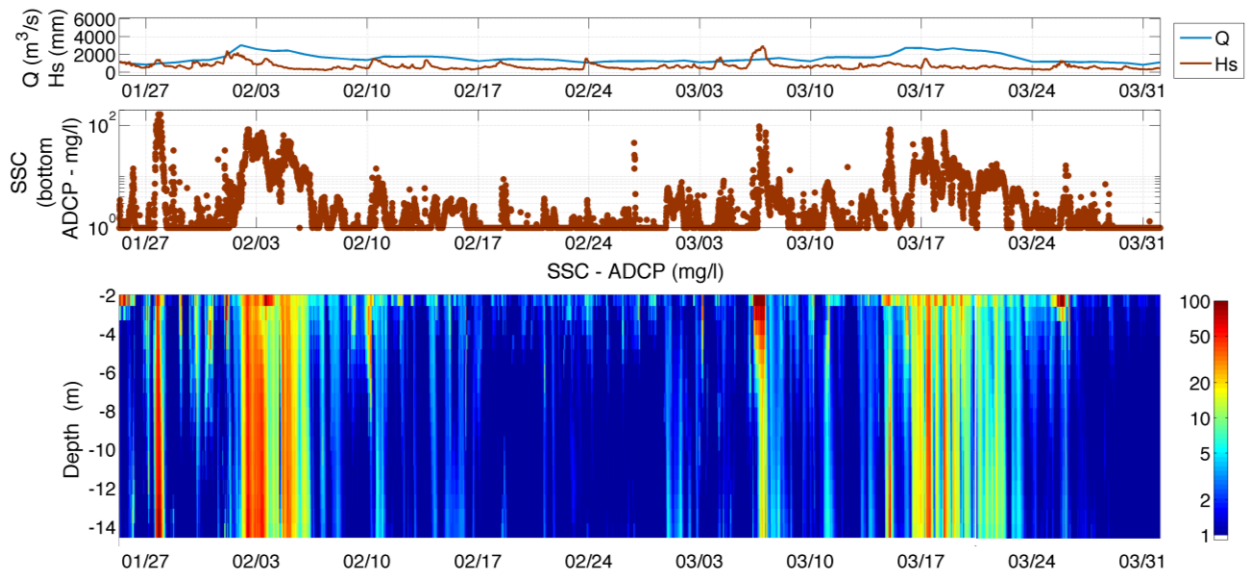 Q (m³/s)
Hs (mm)
6000
4000
2000
0
01/27 02/03 02/10 02/17 02/24 03/03 03/10 03/17 03/24 03/31
Q
Hs
SSC
(bottom
ADCP - mg/l)
10²
10⁰
01/27 02/03 02/10 02/17 02/24 03/03 03/10 03/17 03/24 03/31
SSC - ADCP (mg/l)
Depth (m)
-2
-4
-6
-8
-10
-12
-14
01/27 02/03 02/10 02/17 02/24 03/03 03/10 03/17 03/24 03/31
100
50
20
10
5
2
1